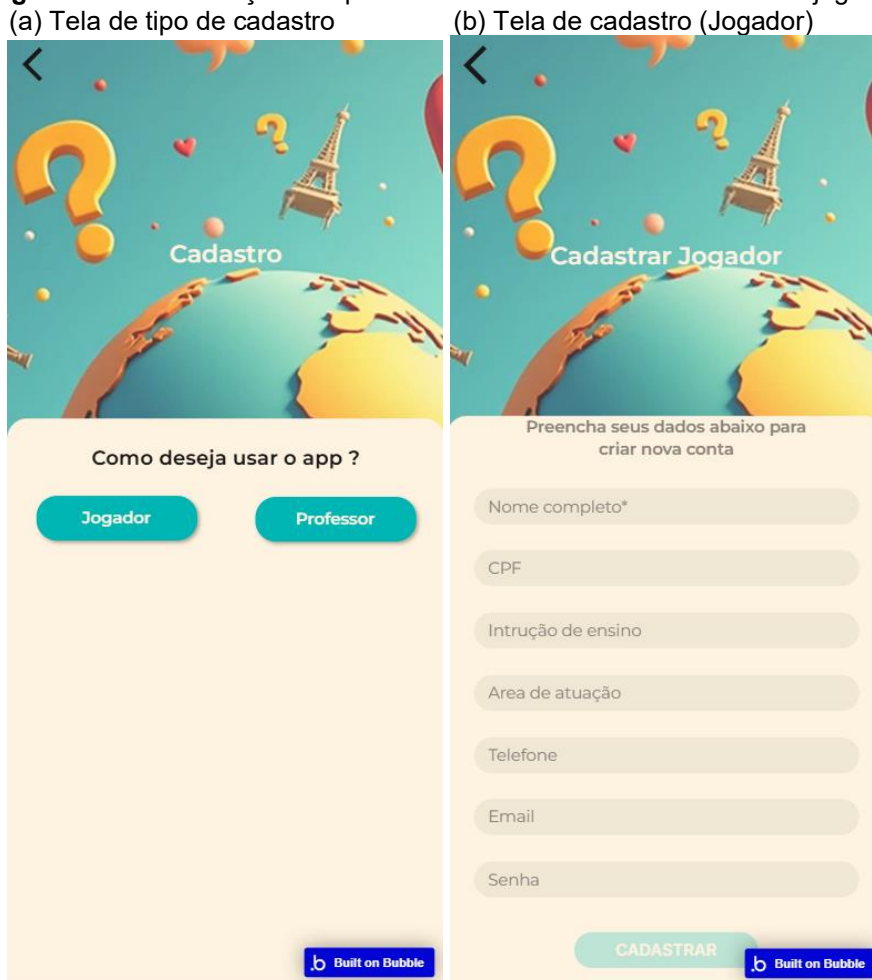 (a) Tela de tipo de cadastro
(b) Tela de cadastro (Jogador)
Cadastro
Como deseja usar o app ?
Jogador
Professor
Built on Bubble
Cadastrar Jogador
Preencha seus dados abaixo para
criar nova conta
Nome completo*
CPF
Intrução de ensino
Area de atuação
Telefone
Email
Senha
CADASTRAR
Built on Bubble